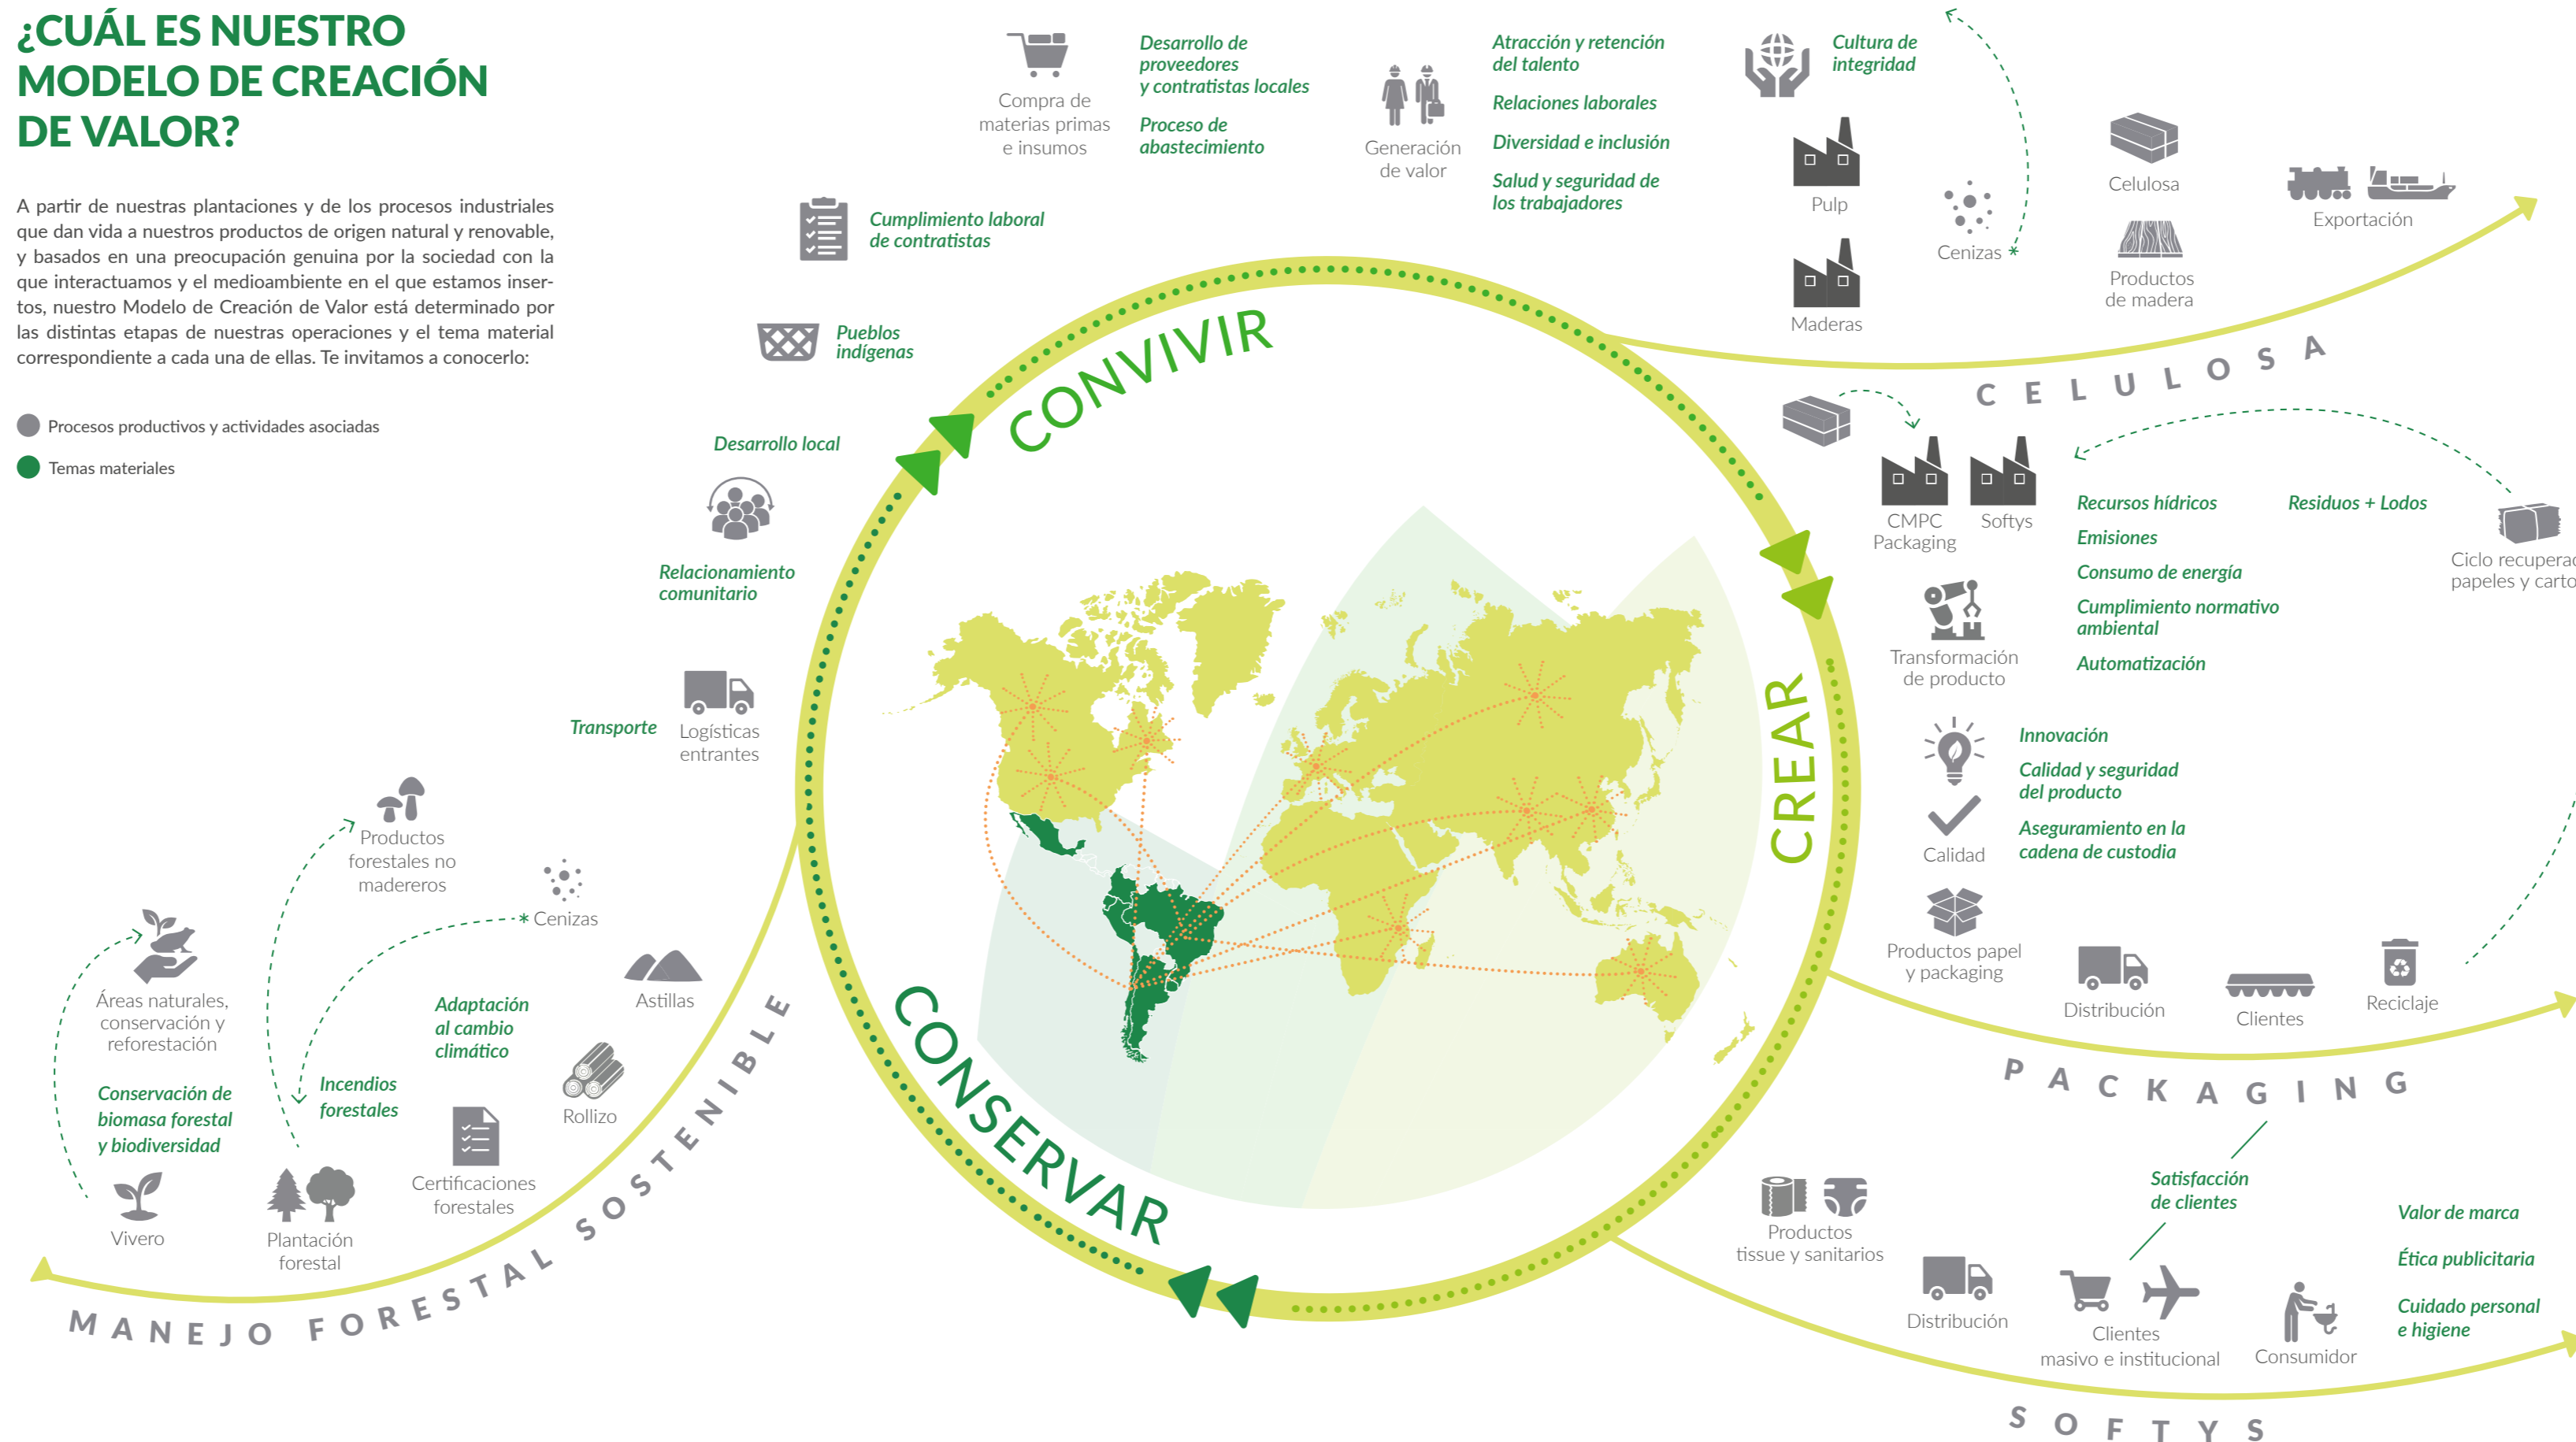 ¿CUÁL ES NUESTRO
MODELO DE CREACIÓN
DE VALOR?
A partir de nuestras plantaciones y de los procesos industriales
que dan vida a nuestros productos de origen natural y renovable,
y basados en una preocupación genuina por la sociedad con la
que interactuamos y el medioambiente en el que estamos inser-
tos, nuestro Modelo de Creación de Valor está determinado por
las distintas etapas de nuestras operaciones y el tema material
correspondiente a cada una de ellas. Te invitamos a conocerlo:
Procesos productivos y actividades asociadas
Temas materiales
Compra de
materias primas
e insumos
Desarrollo de
proveedores
y contratistas locales
Proceso de
abastecimiento
Generación
de valor
Atracción y retención
del talento
Relaciones laborales
Diversidad e inclusión
Salud y seguridad de
los trabajadores
Cultura de
integridad
Pulp
Maderas
Cenizas *
Celulosa
Productos
de madera
Exportación
CELULOSA
Cumplimiento laboral
de contratistas
Pueblos
indígenas
Desarrollo local
Relacionamiento
comunitario
Transporte
Logísticas
entrantes
CONVIVIR
CREAR
CONSERVAR
CMPC
Packaging
Softys
Recursos hídricos
Emisiones
Consumo de energía
Cumplimiento normativo
ambiental
Automatización
Residuos + Lodos
Ciclo recuperac
papeles y carto
Transformación
de producto
Innovación
Calidad y seguridad
del producto
Aseguramiento en la
cadena de custodia
Calidad
Productos papel
y packaging
Distribución
Clientes
Reciclaje
PACKAGING
Satisfacción
de clientes
Productos
tissue y sanitarios
Distribución
Clientes
masivo e institucional
Consumidor
Valor de marca
Ética publicitaria
Cuidado personal
e higiene
SOFTYS
Productos
forestales no
madereros
* Cenizas
Áreas naturales,
conservación y
reforestación
Conservación de
biomasa forestal
y biodiversidad
Vivero
Incendios
forestales
Plantación
forestal
Adaptación
al cambio
climático
Certificaciones
forestales
Astillas
Rollizo
MANEJO FORESTAL SOSTENIBLE